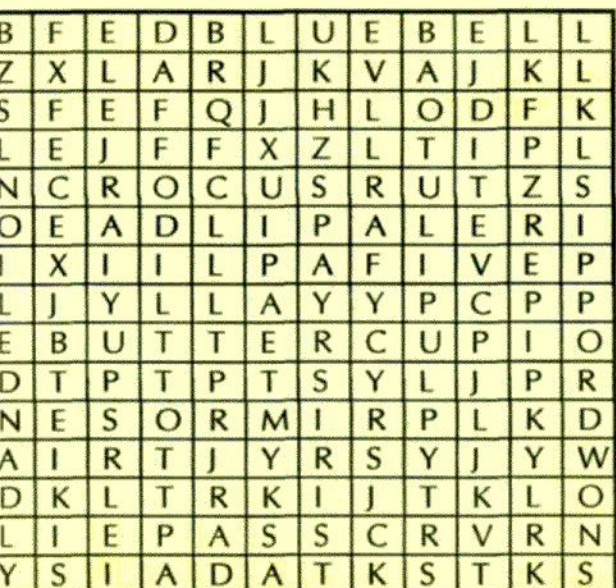 B F E D B L U E B E L L
Z X L A R J K V A J K L
S F E F Q J H L O D F K
L E J F F X Z L T I P L
N C R O C U S R U T Z S
O E A D L I P A L E R I
I X I I L P A F I V E P
L J Y L L A Y Y P C P P
E B U T T E R C U P I O
D T P T P T S Y L J P R
N E S O R M I R P L K D
A I R T J Y R S Y J Y W
D K L T R K I J T K L O
L I E P A S S C R V R N
Y S I A D A T K S T K S